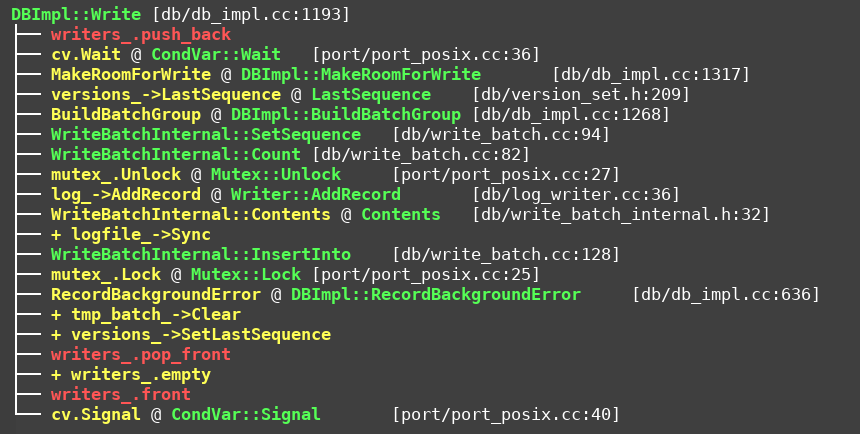 DBImpl::Write [db/db_impl.cc:1193]
writers_.push_back
cv.Wait @ CondVar::Wait [port/port_posix.cc:36]
MakeRoomForWrite @ DBImpl::MakeRoomForWrite [db/db_impl.cc:1317]
versions_->LastSequence @ LastSequence [db/version_set.h:209]
BuildBatchGroup @ DBImpl::BuildBatchGroup [db/db_impl.cc:1268]
WriteBatchInternal::SetSequence [db/write_batch.cc:94]
WriteBatchInternal::Count [db/write_batch.cc:82]
mutex_.Unlock @ Mutex::Unlock [port/port_posix.cc:27]
log_->AddRecord @ Writer::AddRecord [db/log_writer.cc:36]
WriteBatchInternal::Contents @ Contents [db/write_batch_internal.h:32]
+ logfile_->Sync
WriteBatchInternal::InsertInto [db/write_batch.cc:128]
mutex_.Lock @ Mutex::Lock [port/port_posix.cc:25]
RecordBackgroundError @ DBImpl::RecordBackgroundError [db/db_impl.cc:636]
+ tmp_batch_->Clear
+ versions_->SetLastSequence
writers_.pop_front
+ writers_.empty
writers_.front
cv.Signal @ CondVar::Signal [port/port_posix.cc:40]